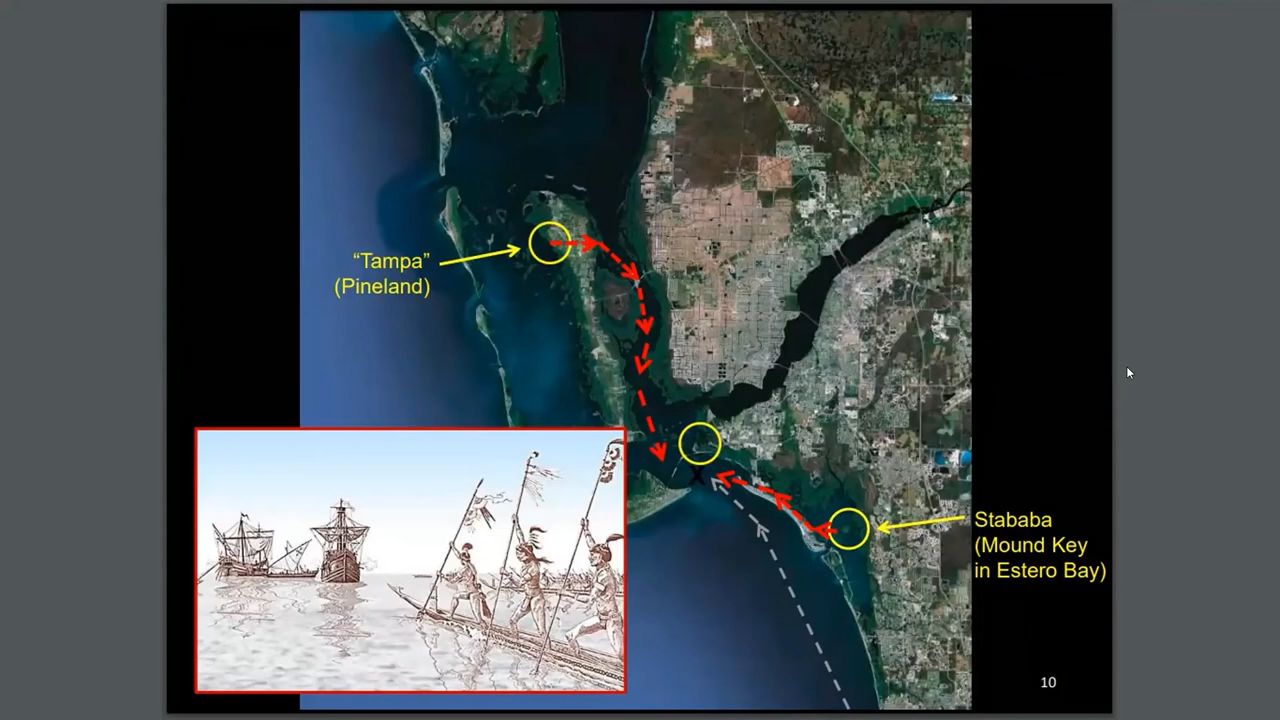 “Tampa”
(Pineland)
X
Stababa
(Mound Key
in Estero Bay)
10